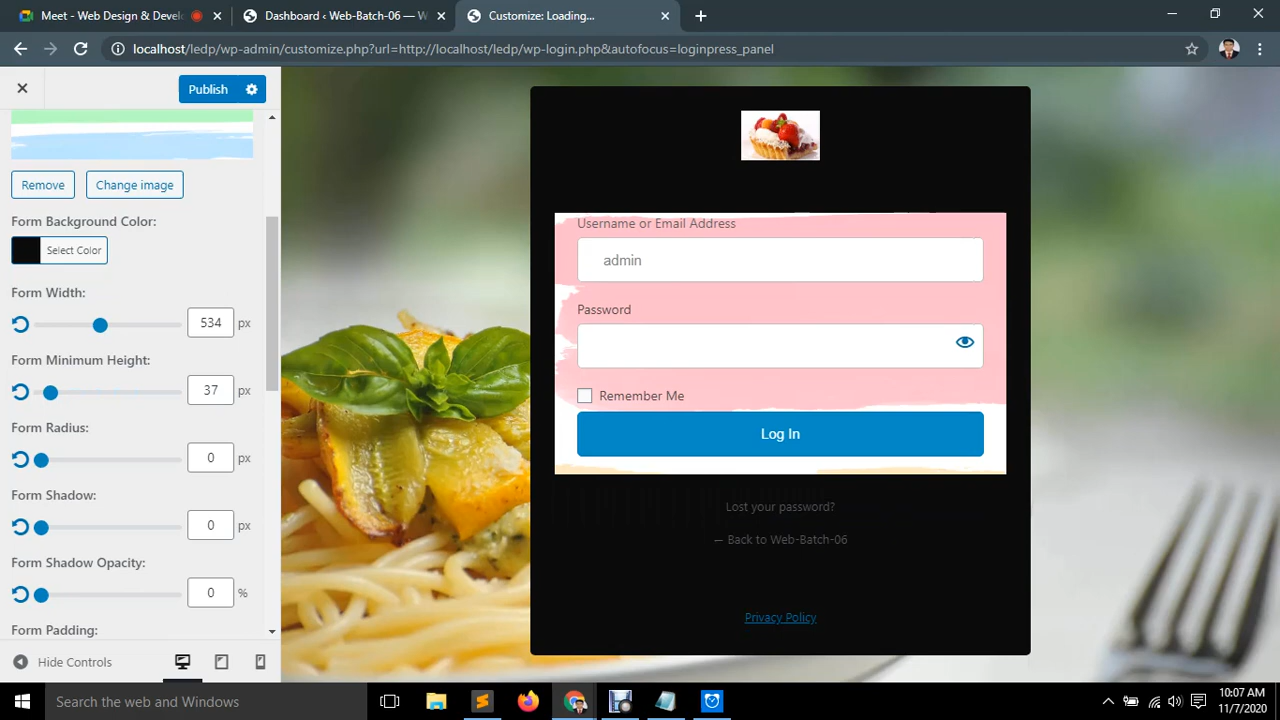 Meet - Web Design & Devel
Dashboard ‹ Web-Batch-06 — W
Customize: Loading...
localhost/ledp/wp-admin/customize.php?url=http://localhost/ledp/wp-login.php&autofocus=loginpress_panel
Publish
Remove
Change image
Form Background Color:
Select Color
Form Width:
534 px
Form Minimum Height:
37 px
Form Radius:
0 px
Form Shadow:
0 px
Form Shadow Opacity:
0 %
Form Padding:
Hide Controls
Username or Email Address
admin
Password
Remember Me
Log In
Lost your password?
← Back to Web-Batch-06
Privacy Policy
Search the web and Windows
10:07 AM
11/7/2020